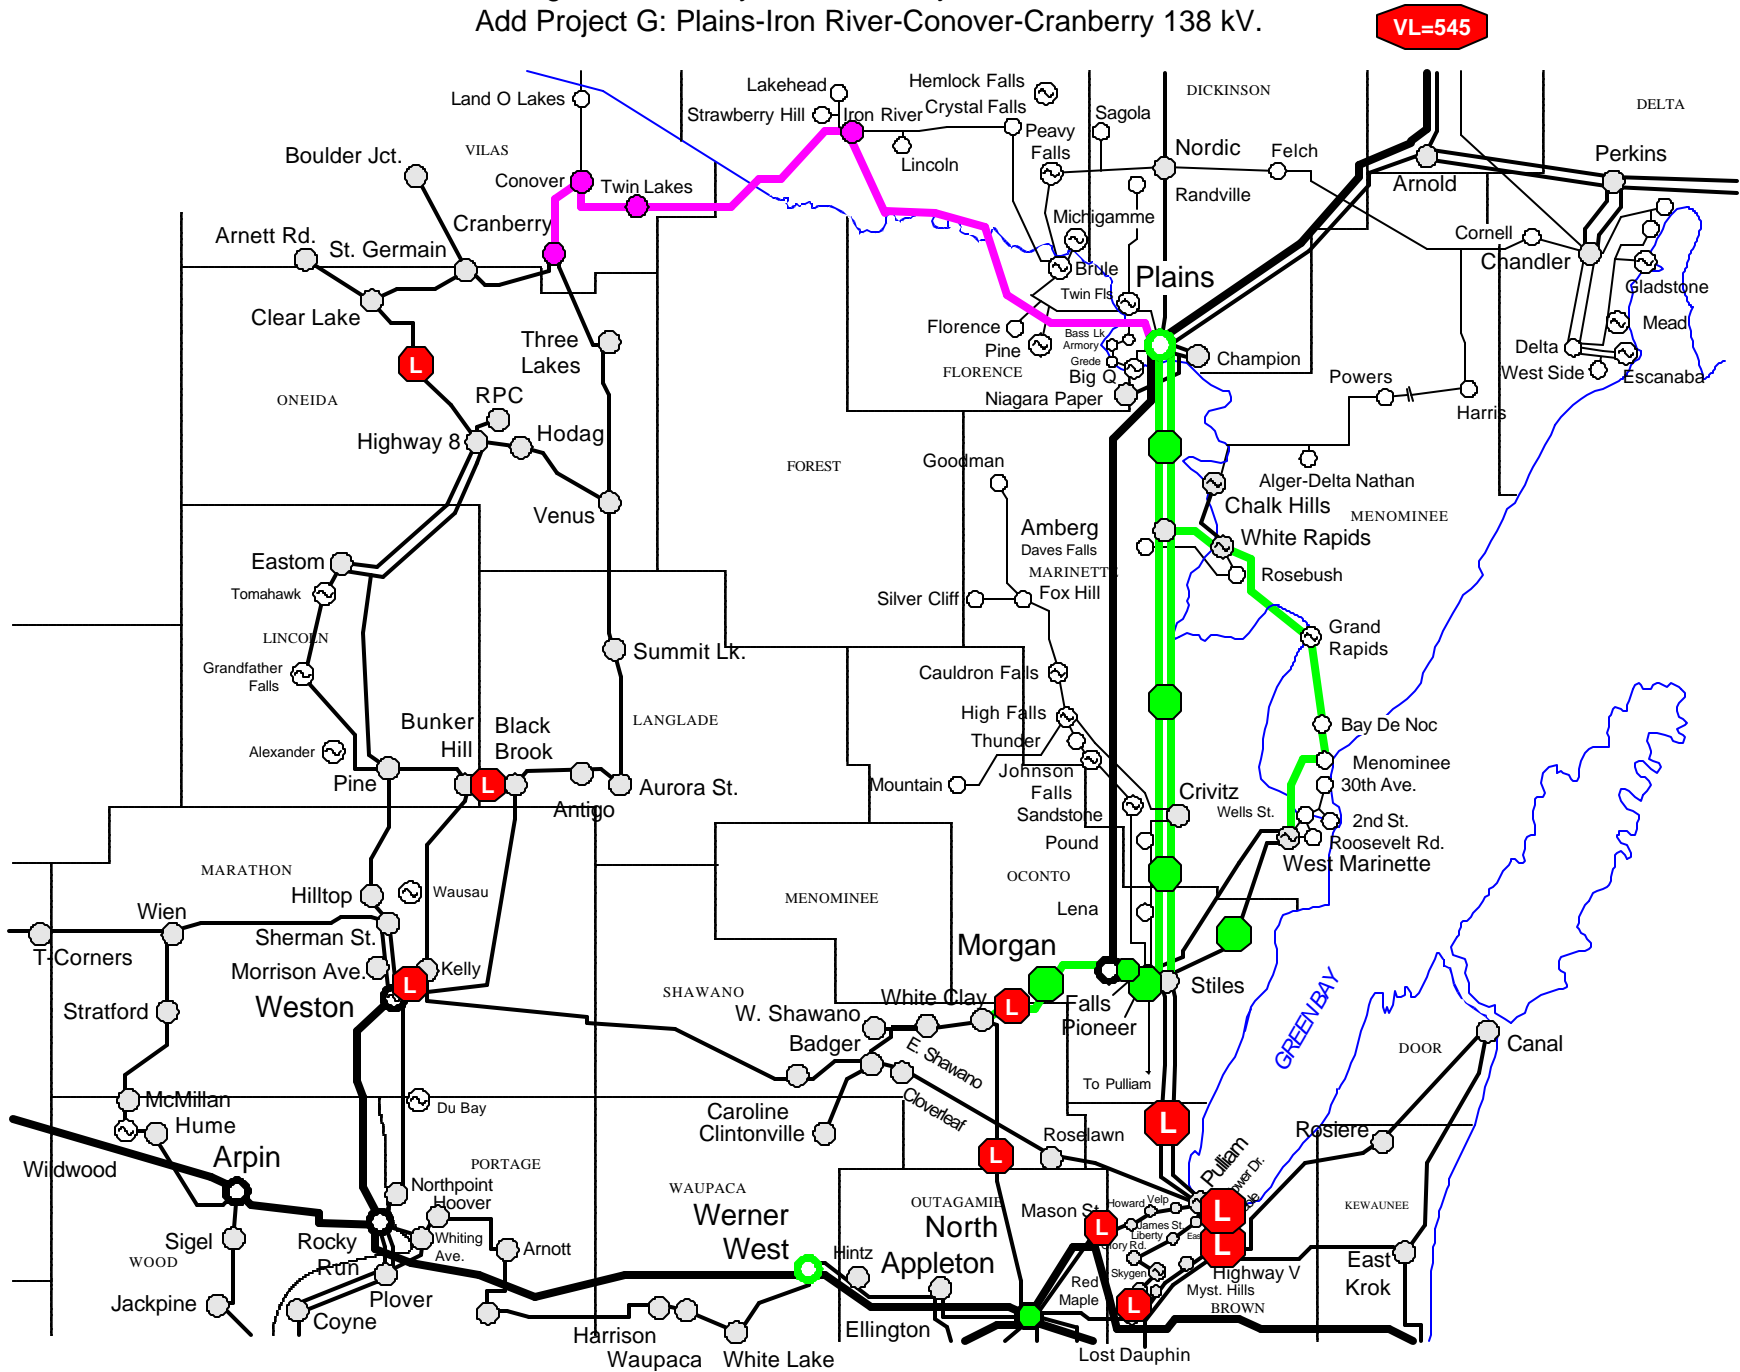 Add Project G: Plains-Iron River-Conover-Cranberry 138 kV.
VL=545
Land O Lakes
Lakehead
Strawberry Hill
Iron River
Hemlock Falls
Crystal Falls
Sagola
DICKINSON
DELTA
Boulder Jct.
VILAS
Conover
Twin Lakes
Lincoln
Peavy
Falls
Nordic
Felch
Randville
Arnold
Perkins
Cranberry
Arnett Rd.
St. Germain
Michigamme
Cornell
Chandler
Brule
Plains
Twin Fls
Gladstone
Clear Lake
Three
Lakes
Florence
Pine
Bass Lk
Armory
Grede
Big Q
Champion
Mead
Delta
West Side
Escanaba
L
FLORENCE
Niagara Paper
Powers
Harris
ONEIDA
RPC
Highway 8
Hodag
FOREST
Goodman
Alger-Delta Nathan
Chalk Hills
MENOMINEE
Venus
Amberg
Daves Falls
White Rapids
Eastom
Tomahawk
MARINETTE
Fox Hill
Rosebush
Silver Cliff
LINCOLN
Grand
Rapids
Summit Lk.
Grandfather
Falls
Cauldron Falls
Bunker
Hill
Black
Brook
LANGLADE
High Falls
Thunder
Bay De Noc
Alexander
Pine
L
Antigo
Aurora St.
Mountain
Johnson
Falls
Sandstone
Crivitz
Menominee
30th Ave.
Wells St.
2nd St.
Roosevelt Rd.
Pound
West Marinette
MARATHON
OCONTO
Hilltop
Wausau
MENOMINEE
Wien
Lena
Sherman St.
T-Corners
Morgan
Morrison Ave.
L
Kelly
Weston
SHAWANO
White Clay
L
Falls
Pioneer
Stiles
Stratford
W. Shawano
Badger
E. Shawano
GREEN BAY
DOOR
Canal
To Pulliam
McMillan
Hume
Du Bay
Caroline
Clintonville
Cloverleaf
Roselawn
L
L
Rosiere
Wildwood
Arpin
PORTAGE
Pulliam
Northpoint
Hoover
WAUPACA
OUTAGAMIE
Howard
Velp
KEWAUNEE
Werner
West
North
Appleton
Mason St.
L
James St.
Liberty
L
L
Sigel
WOOD
Rocky
Run
Whiting
Ave.
Arnott
Hintz
Skygen
Highway V
East
Krok
Jackpine
Plover
Coyne
Red
Maple
L
Myst. Hills
BROWN
Harrison
Waupaca
White Lake
Ellington
Lost Dauphin